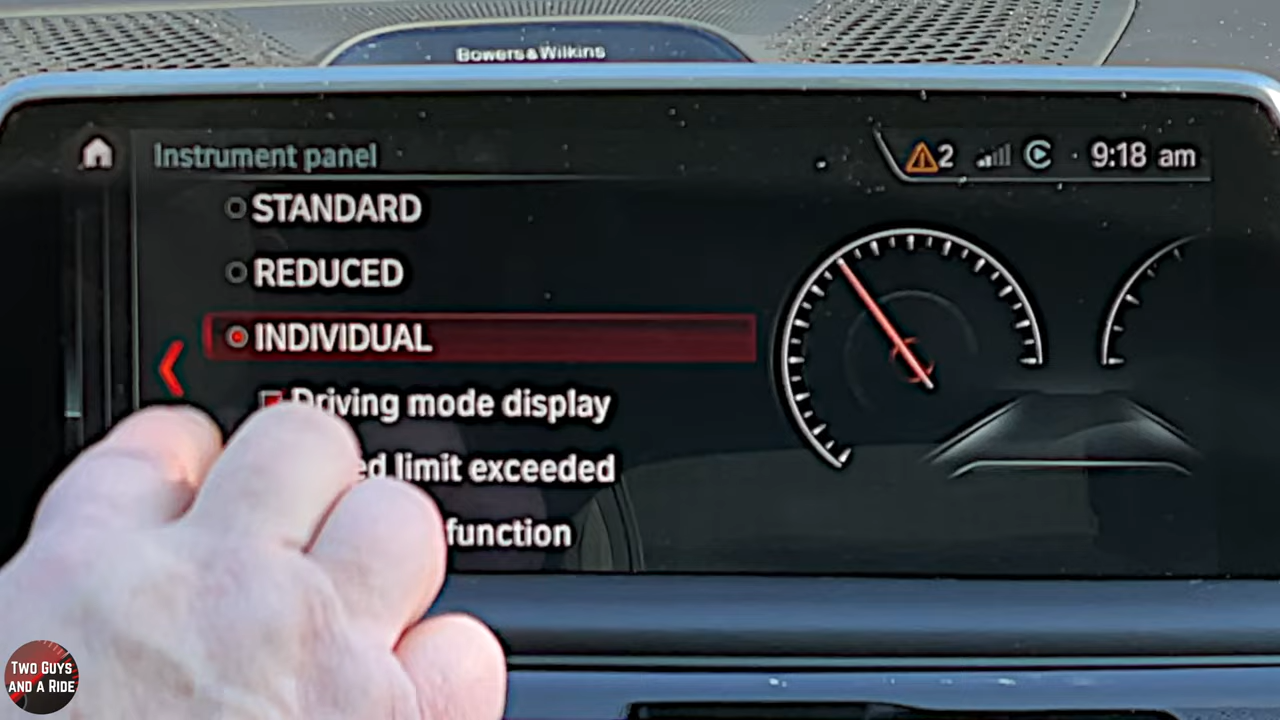 Bowers & Wilkins
Instrument panel
2
9:18 am
STANDARD
REDUCED
INDIVIDUAL
Driving mode display
limit exceeded
function
TWO GUYS
AND A RIDE